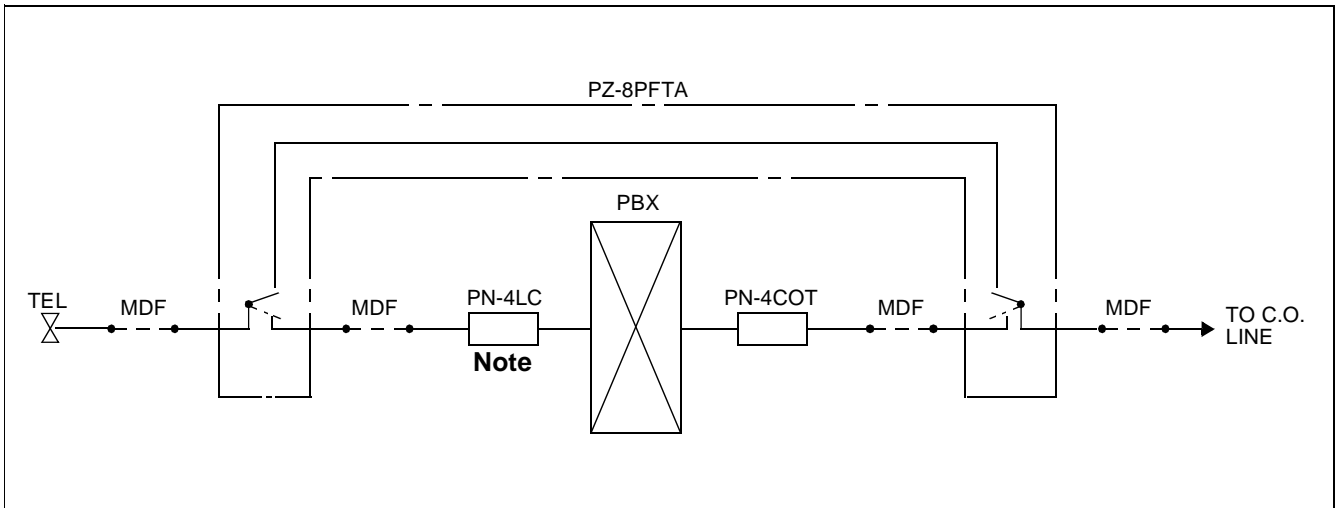 PZ-8PFTA
PBX
TEL
MDF
MDF
PN-4LC
Note
PN-4COT
MDF
MDF
TO C.O.
LINE